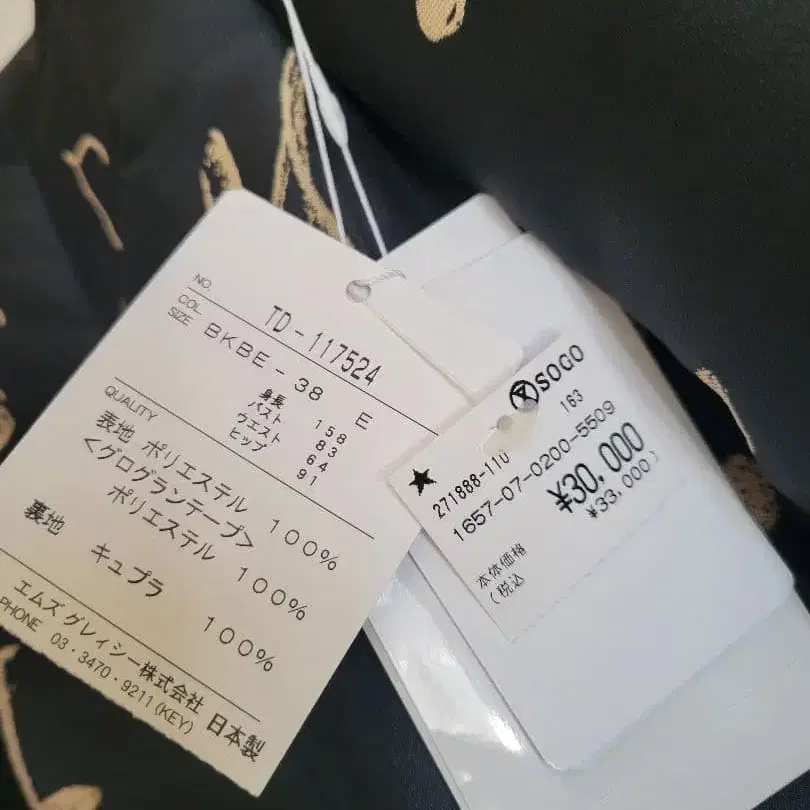 NO. TD-117524
COL.
SIZE BKBE - 38 E
身長 158
バスト 83
ウエスト 64
ヒップ 91
QUALITY
表地 ポリエステル 100%
<グログランテープ>
ポリエステル 100%
裏地 キュプラ 100%
エムズ グレイシー株式会社
PHONE 03・3470・9211(KEY) 日本製
SOGO
163
★ 271888-110
1657-07-0200-5509
本体価格 ¥30,000
(税込 ¥33,000)